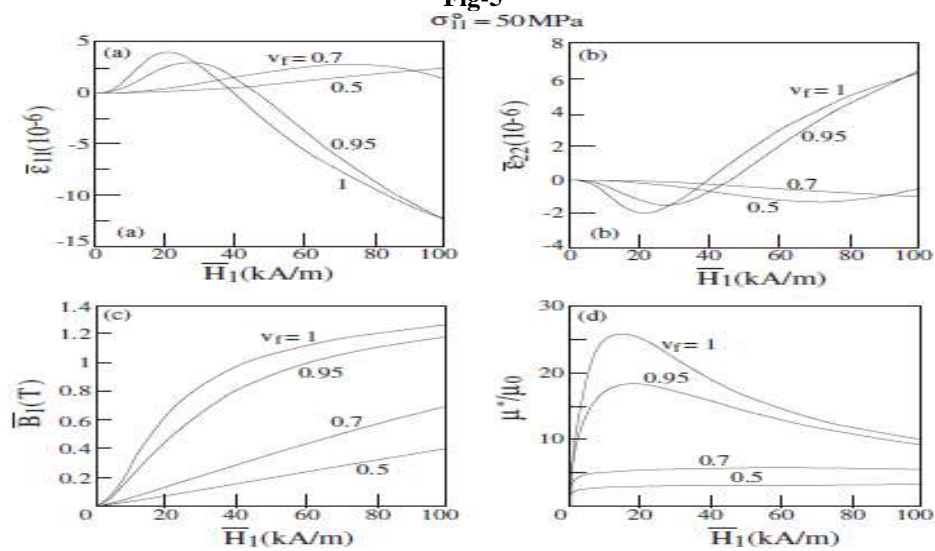 Fig-5
σ°11 = 50 MPa
(a)
vf = 0.7
0.5
0.95
1
(a)
5
0
-5
-10
-15
ε̄11(10-6)
0 20 40 60 80 100
H̄1(kA/m)
(b)
vf = 1
0.95
0.7
0.5
(b)
8
6
4
2
0
-2
-4
ε̄22(10-6)
0 20 40 60 80 100
H̄1(kA/m)
(c)
vf = 1
0.95
0.7
0.5
1.4
1.2
1
0.8
0.6
0.4
0.2
B̄1(T)
0 20 40 60 80 100
H̄1(kA/m)
(d)
vf = 1
0.95
0.7
0.5
30
20
10
μ*/μ0
0 20 40 60 80 100
H̄1(kA/m)